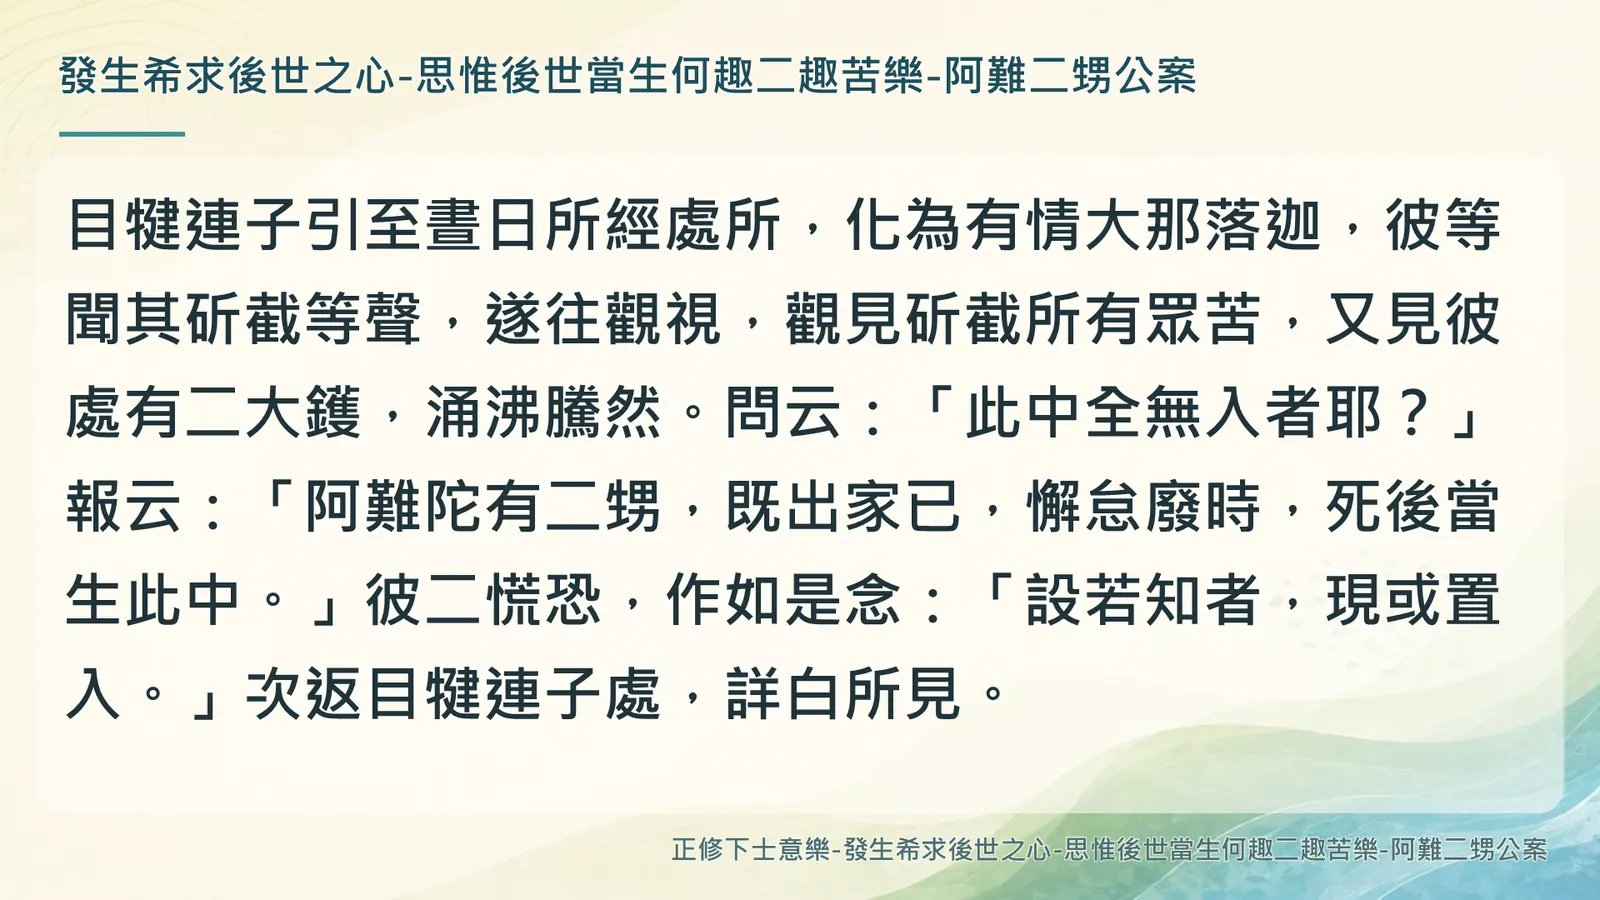 發生希求後世之心-思惟後世當生何趣二趣苦樂-阿難二甥公案
目犍連子引至晝日所經處所，化為有情大那落迦，彼等
聞其斫截等聲，遂往觀視，觀見斫截所有眾苦，又見彼
處有二大鑊，涌沸騰然。問云：「此中全無入者耶？」
報云：「阿難陀有二甥，既出家已，懈怠廢時，死後當
生此中。」彼二慌恐，作如是念：「設若知者，現或置
入。」次返目犍連子處，詳白所見。
正修下士意樂-發生希求後世之心-思惟後世當生何趣二趣苦樂-阿難二甥公案